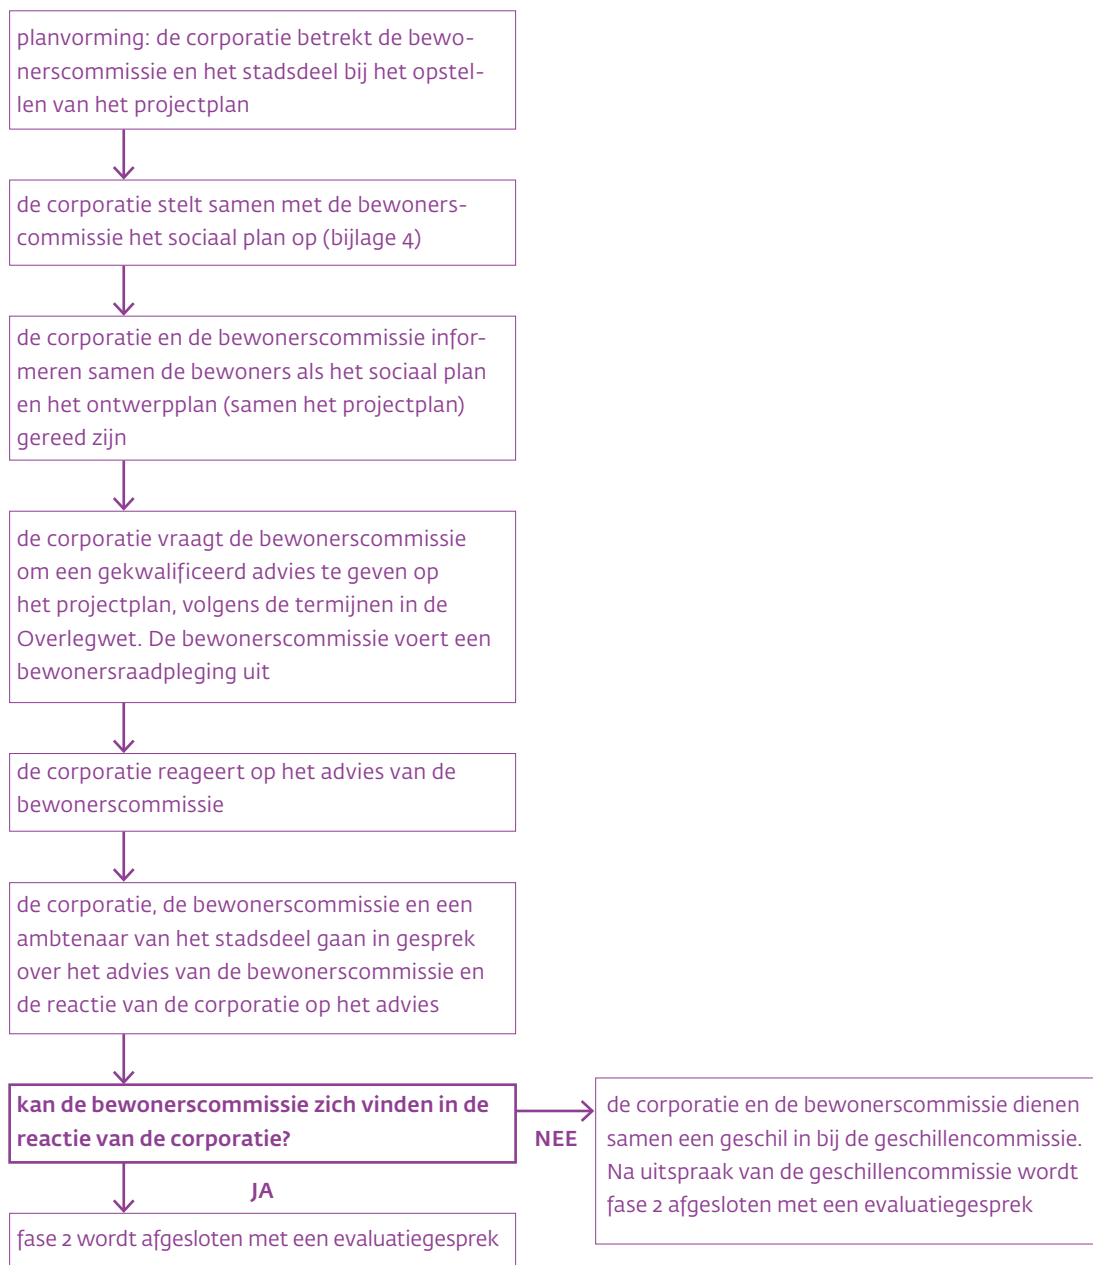 planvorming: de corporatie betrekt de bewo-
nerscommissie en het stadsdeel bij het opstel-
len van het projectplan
de corporatie stelt samen met de bewoners-
commissie het sociaal plan op (bijlage 4)
de corporatie en de bewonerscommissie infor-
meren samen de bewoners als het sociaal plan
en het ontwerpplan (samen het projectplan)
gereed zijn
de corporatie vraagt de bewonerscommissie
om een gekwalificeerd advies te geven op
het projectplan, volgens de termijnen in de
Overlegwet. De bewonerscommissie voert een
bewonersraadpleging uit
de corporatie reageert op het advies van de
bewonerscommissie
de corporatie, de bewonerscommissie en een
ambtenaar van het stadsdeel gaan in gesprek
over het advies van de bewonerscommissie en
de reactie van de corporatie op het advies
kan de bewonerscommissie zich vinden in de
reactie van de corporatie?
NEE
de corporatie en de bewonerscommissie dienen
samen een geschil in bij de geschillencommissie.
Na uitspraak van de geschillencommissie wordt
fase 2 afgesloten met een evaluatiegesprek
JA
fase 2 wordt afgesloten met een evaluatiegesprek